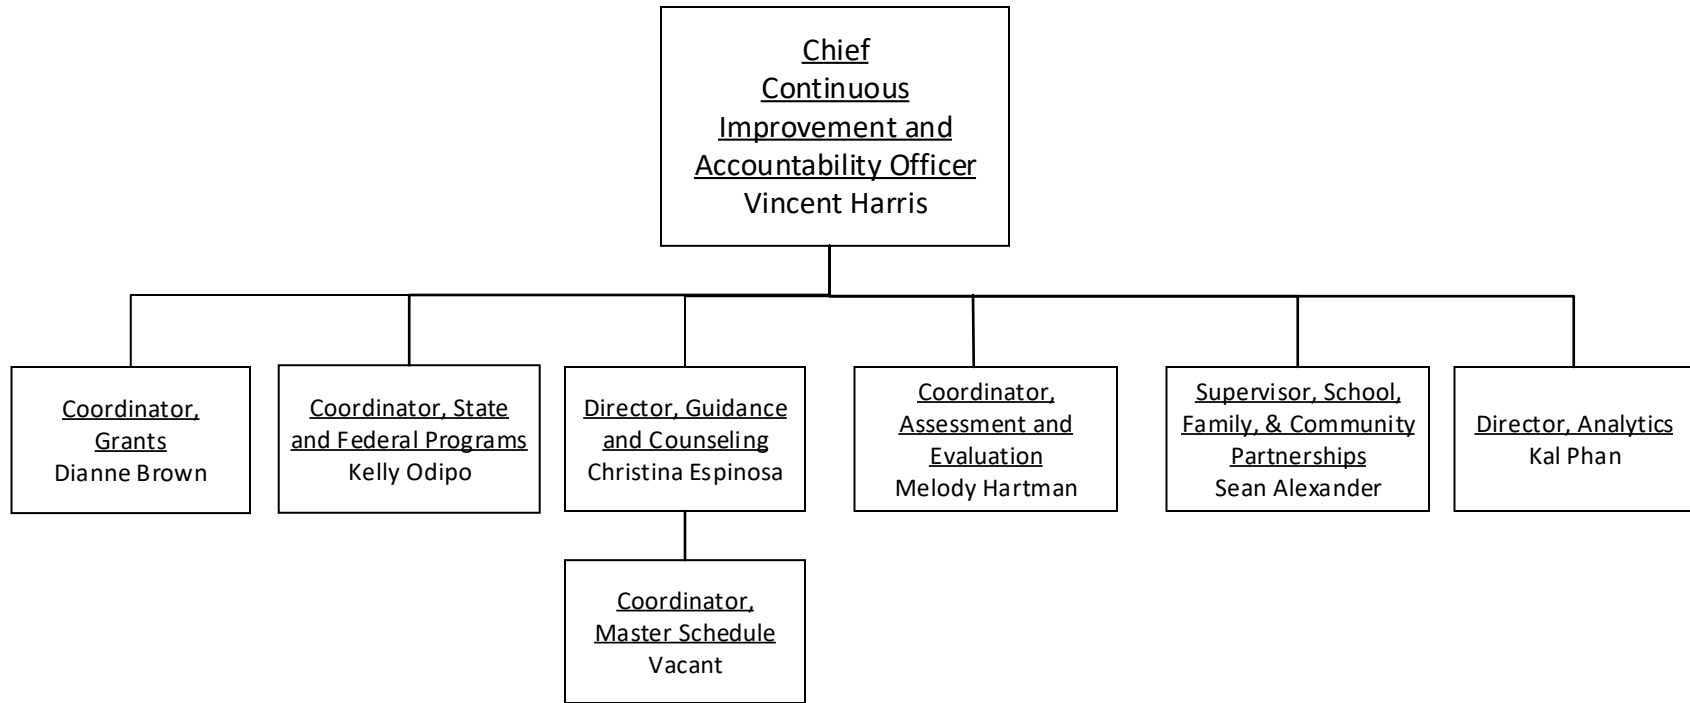 Chief
Continuous
Improvement and
Accountability Officer
Vincent Harris
Coordinator,
Grants
Dianne Brown
Coordinator, State
and Federal Programs
Kelly Odipo
Director, Guidance
and Counseling
Christina Espinosa
Coordinator,
Assessment and
Evaluation
Melody Hartman
Supervisor, School,
Family, & Community
Partnerships
Sean Alexander
Director, Analytics
Kal Phan
Coordinator,
Master Schedule
Vacant